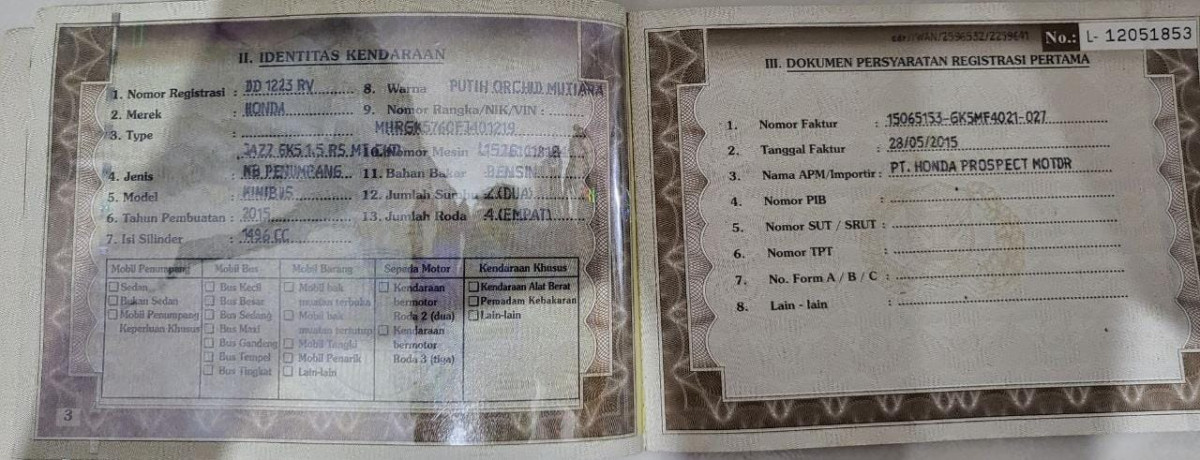 II. IDENTITAS KENDARAAN
1. Nomor Registrasi : DD 1223 RV
2. Merek : HONDA
3. Type :
JAZZ GK5 1.5 RS
4. Jenis : MB PENUMPANG
5. Model : MINIBUS
6. Tahun Pembuatan : 2015
7. Isi Silinder : 1496 CC
8. Warna PUTIH ORCHID MUTIARA
9. Nomor Rangka/NIK/VIN :
10. Nomor Mesin
11. Bahan Bakar BENSIN
12. Jumlah Sumbu 2 (DUA)
13. Jumlah Roda 4 (EMPAT)
Mobil Penumpang
Sedan
Bukan Sedan
Mobil Penumpang
Keperluan Khusus
Mobil Bus
Bus Kecil
Bus Besar
Bus Sedang
Bus Maxi
Bus Gandeng
Bus Tempel
Bus Tingkat
Mobil Barang
Mobil bak
muatan terbuka
Mobil bak
muatan tertutup
Mobil Tangki
Mobil Penarik
Lain-lain
Sepeda Motor
Kendaraan
bermotor
Roda 2 (dua)
Kendaraan
bermotor
Roda 3 (tiga)
Kendaraan Khusus
Kendaraan Alat Berat
Pemadam Kebakaran
Lain-lain
3
No.: L- 12051853
III. DOKUMEN PERSYARATAN REGISTRASI PERTAMA
1. Nomor Faktur : 15065153-GK5MF4021-027
2. Tanggal Faktur : 28/05/2015
3. Nama APM/Importir : PT. HONDA PROSPECT MOTOR
4. Nomor PIB :
5. Nomor SUT / SRUT :
6. Nomor TPT :
7. No. Form A / B / C :
8. Lain - lain :